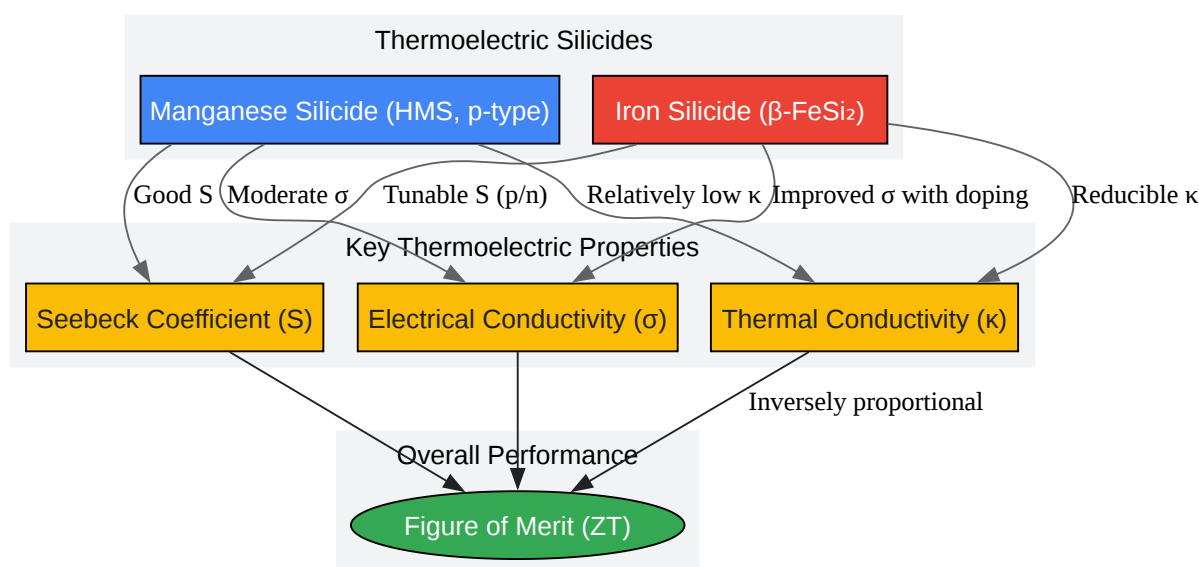 Thermoelectric Silicides
Manganese Silicide (HMS, p-type)
Iron Silicide (β-FeSi₂)
Good S
Moderate σ
Tunable S (p/n)
Relatively low κ
Improved σ with doping
Reducible κ
Key Thermoelectric Properties
Seebeck Coefficient (S)
Electrical Conductivity (σ)
Thermal Conductivity (κ)
Inversely proportional
Overall Performance
Figure of Merit (ZT)